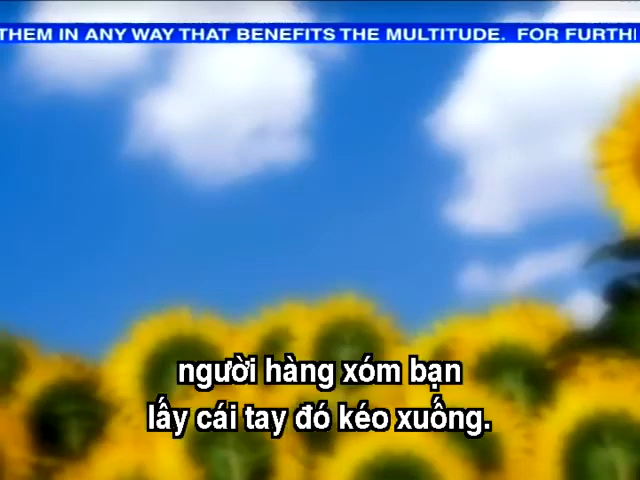 THEM IN ANY WAY THAT BENEFITS THE MULTITUDE. FOR FURTH
người hàng xóm bạn
lấy cái tay đó kéo xuống.